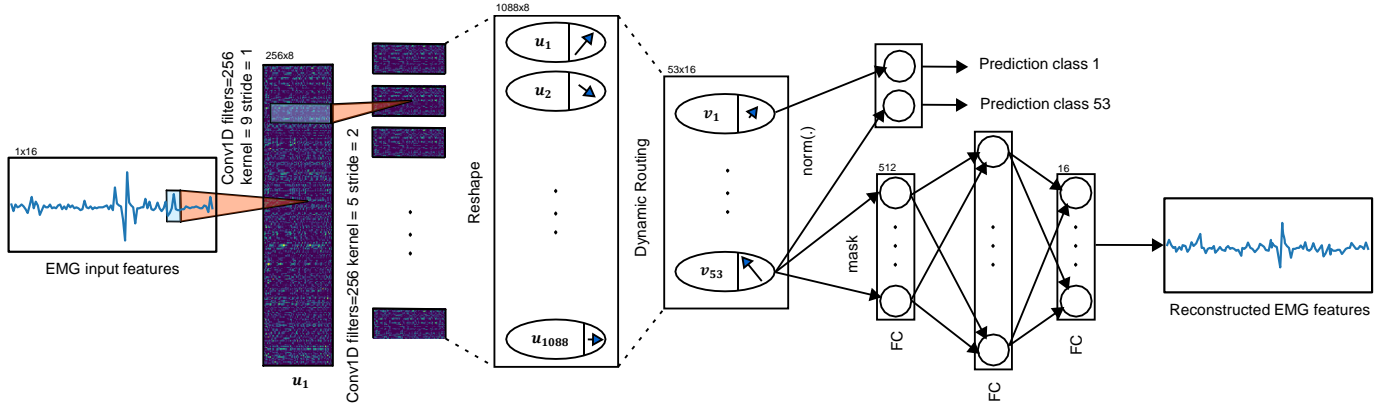 1x16
EMG input features
Conv1D filters=256
kernel = 9 stride = 1
256x8
u₁
Conv1D filters=256 kernel = 5 stride = 2
Reshape
1088x8
u₁
u₂
u₁₀₈₈
Dynamic Routing
53x16
v₁
v₅₃
norm(.)
mask
Prediction class 1
Prediction class 53
512
FC
FC
16
FC
Reconstructed EMG features